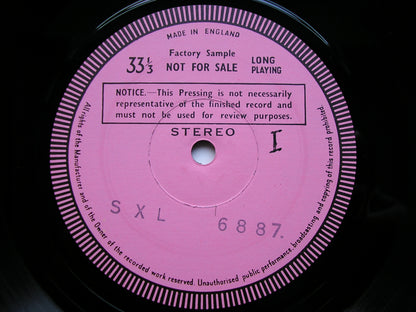 MADE IN ENGLAND
33⅓
Factory Sample
NOT FOR SALE
LONG
PLAYING
NOTICE.—This Pressing is not necessarily
representative of the finished record and
must not be used for review purposes.
STEREO
I
SXL 6887.
All rights of the Manufacturer and of the Owner of the recorded work reserved. Unauthorised public performance, broadcasting and copying of this record prohibited.